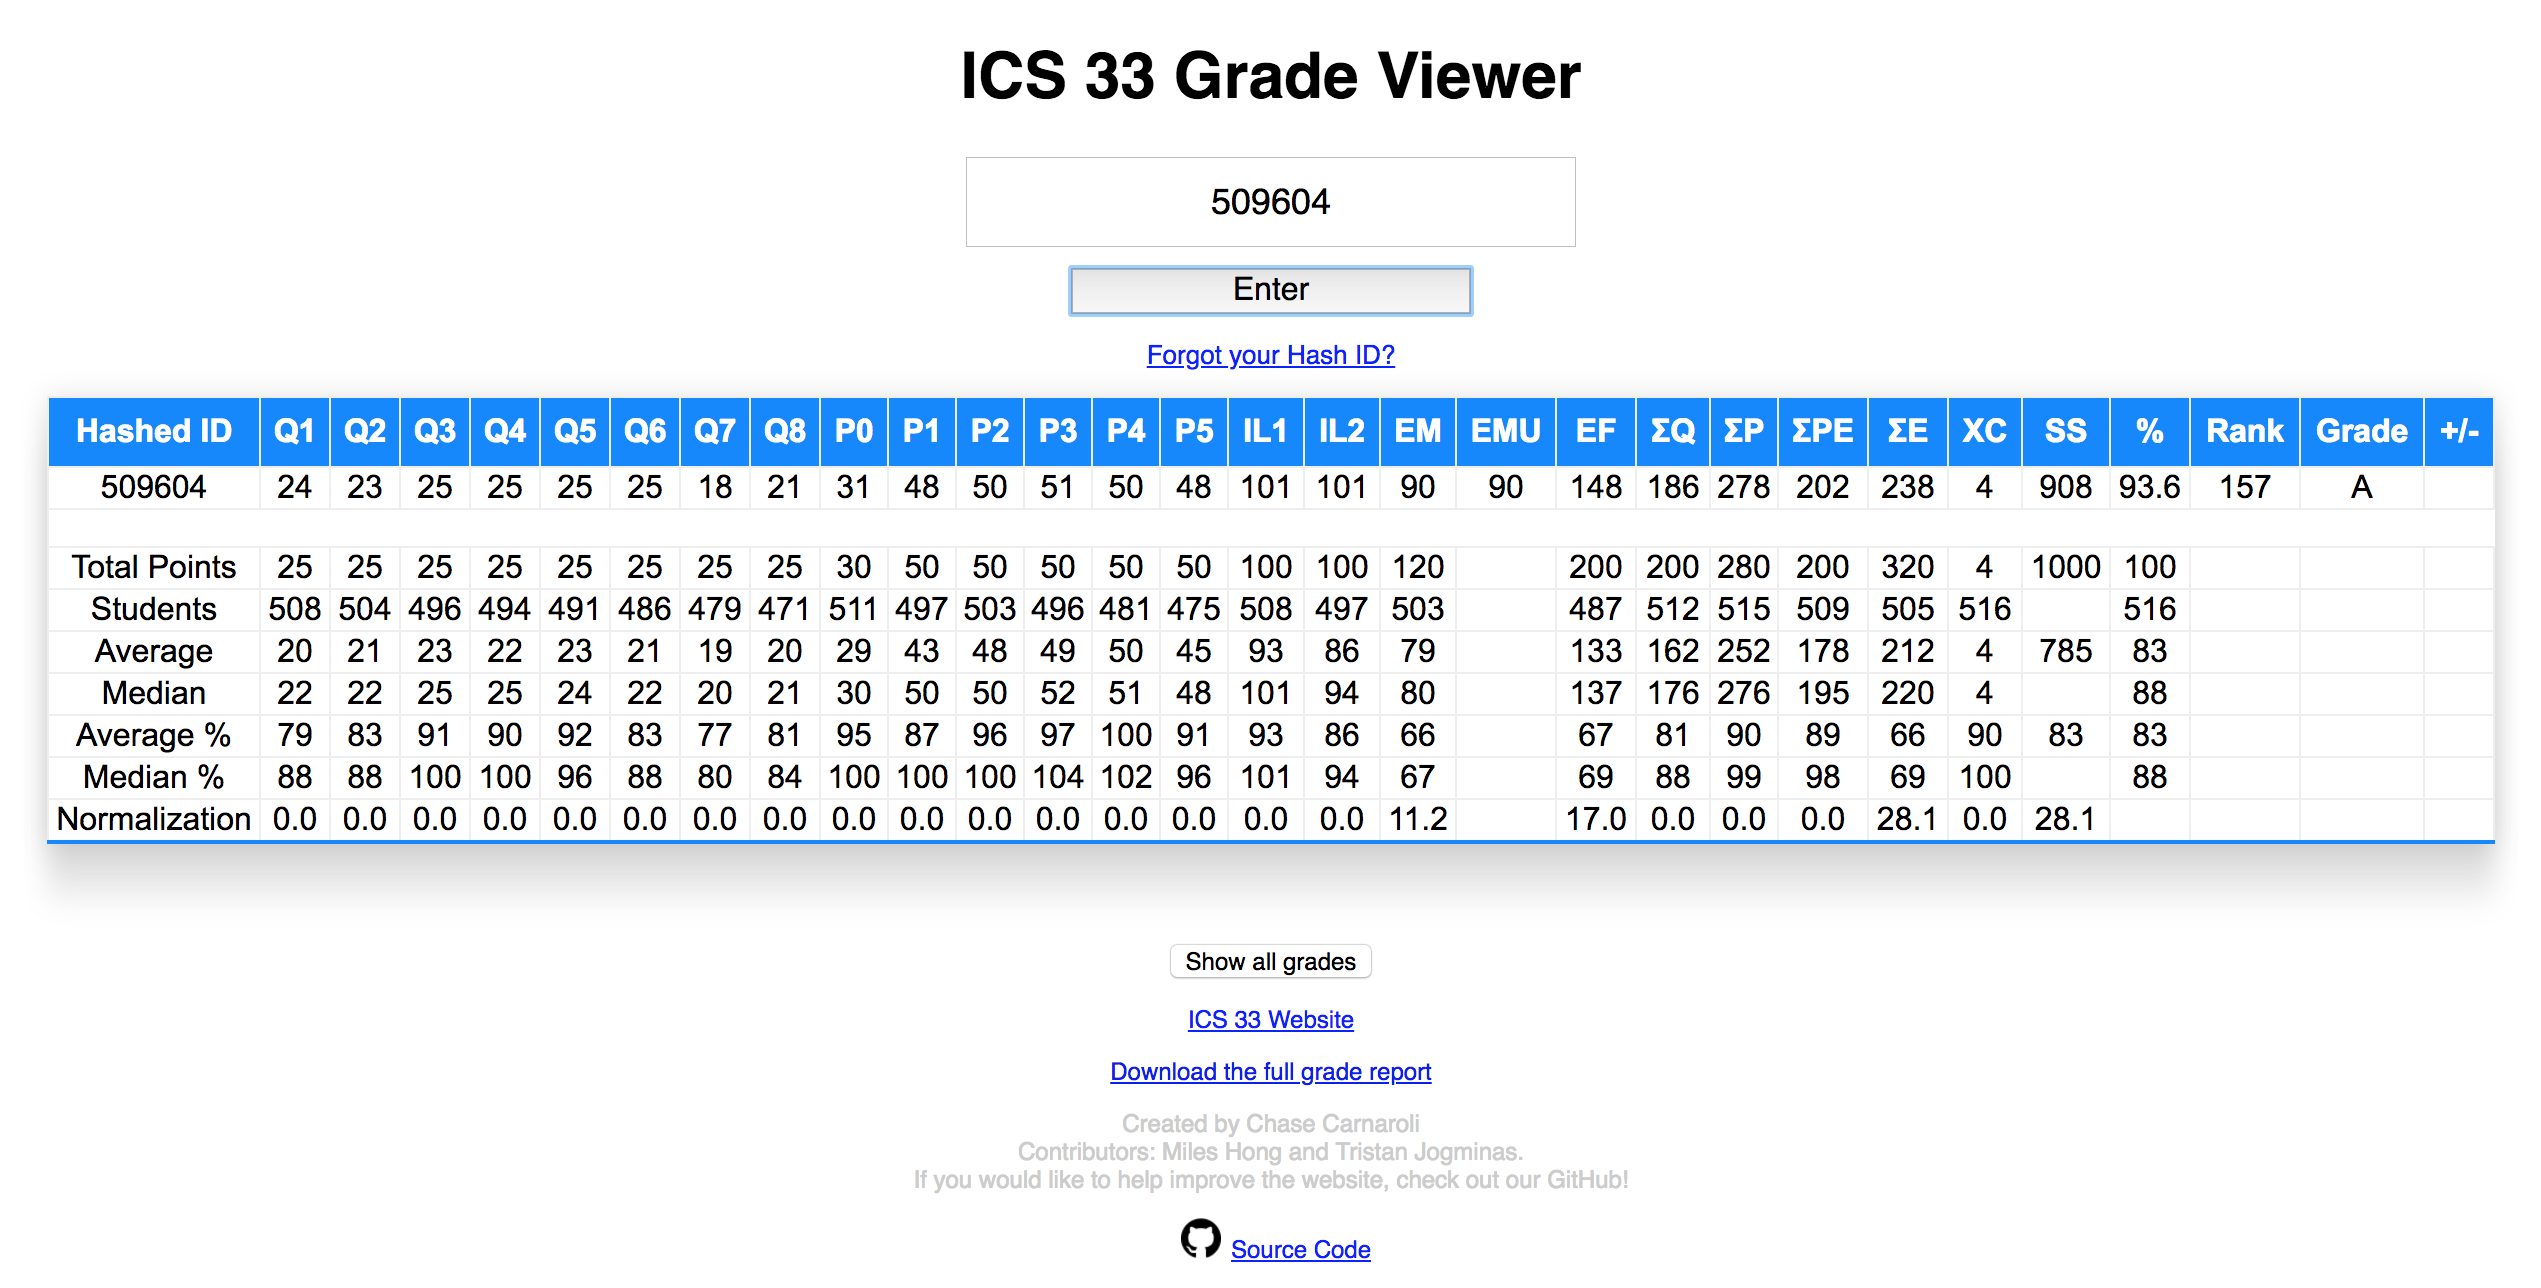 ICS 33 Grade Viewer
509604
Enter
Forgot your Hash ID?
Hashed ID Q1 Q2 Q3 Q4 Q5 Q6 Q7 Q8 P0 P1 P2 P3 P4 P5 IL1 IL2 EM EMU EF ΣQ ΣP ΣPE ΣE XC SS % Rank Grade +/-
509604 24 23 25 25 25 25 18 21 31 48 50 51 50 48 101 101 90 90 148 186 278 202 238 4 908 93.6 157 A
Total Points 25 25 25 25 25 25 25 25 30 50 50 50 50 50 100 100 120 200 200 280 200 320 4 1000 100
Students 508 504 496 494 491 486 479 471 511 497 503 496 481 475 508 497 503 487 512 515 509 505 516 516
Average 20 21 23 22 23 21 19 20 29 43 48 49 50 45 93 86 79 133 162 252 178 212 4 785 83
Median 22 22 25 25 24 22 20 21 30 50 50 52 51 48 101 94 80 137 176 276 195 220 4 88
Average % 79 83 91 90 92 83 77 81 95 87 96 97 100 91 93 86 66 67 81 90 89 66 90 83 83
Median % 88 88 100 100 96 88 80 84 100 100 100 104 102 96 101 94 67 69 88 99 98 69 100 88
Normalization 0.0 0.0 0.0 0.0 0.0 0.0 0.0 0.0 0.0 0.0 0.0 0.0 0.0 0.0 0.0 0.0 11.2 17.0 0.0 0.0 0.0 28.1 0.0 28.1
Show all grades
ICS 33 Website
Download the full grade report
Created by Chase Carnaroli
Contributors: Miles Hong and Tristan Jogminas.
If you would like to help improve the website, check out our GitHub!
Source Code